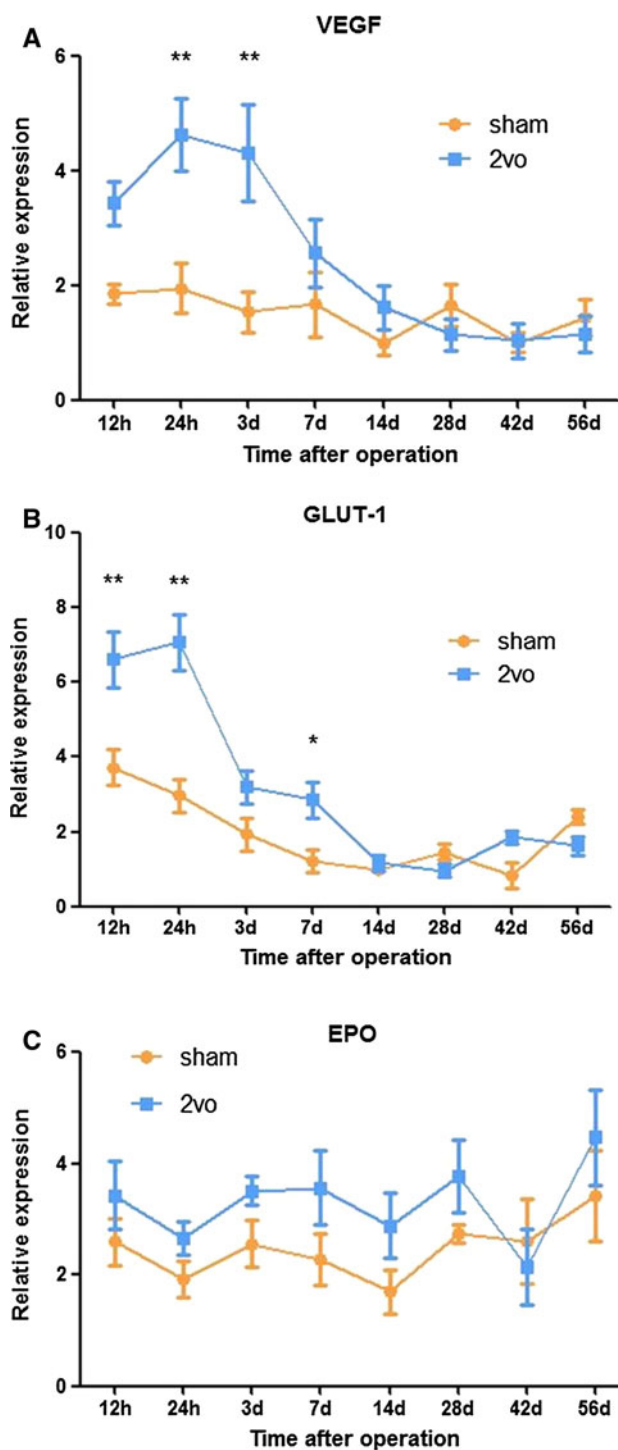 A
VEGF
**
**
6
4
2
0
Relative expression
sham
2vo
12h 24h 3d 7d 14d 28d 42d 56d
Time after operation
B
GLUT-1
10
8
6
4
2
0
**
**
*
Relative expression
sham
2vo
12h 24h 3d 7d 14d 28d 42d 56d
Time after operation
C
EPO
6
4
2
0
sham
2vo
Relative expression
12h 24h 3d 7d 14d 28d 42d 56d
Time after operation